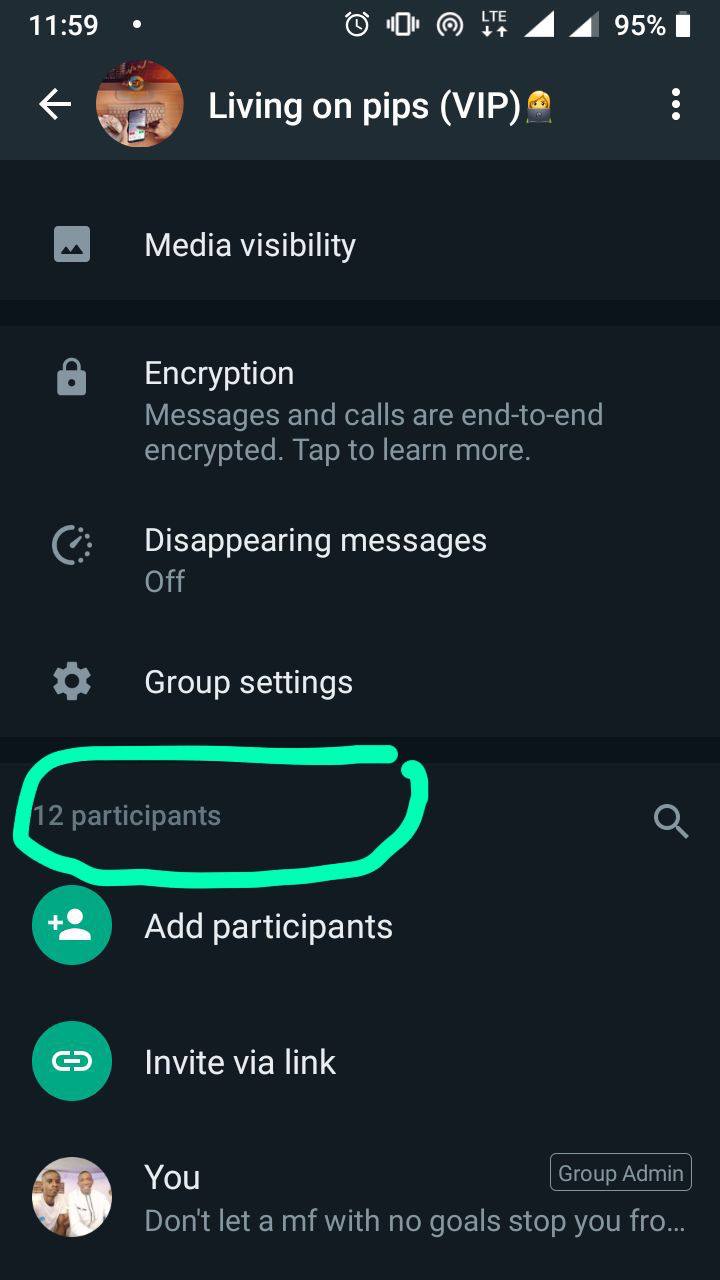 11:59
LTE
95%
Living on pips (VIP)👩‍💻
Media visibility
Encryption
Messages and calls are end-to-end
encrypted. Tap to learn more.
Disappearing messages
Off
Group settings
12 participants
Add participants
Invite via link
You
Group Admin
Don't let a mf with no goals stop you fro...